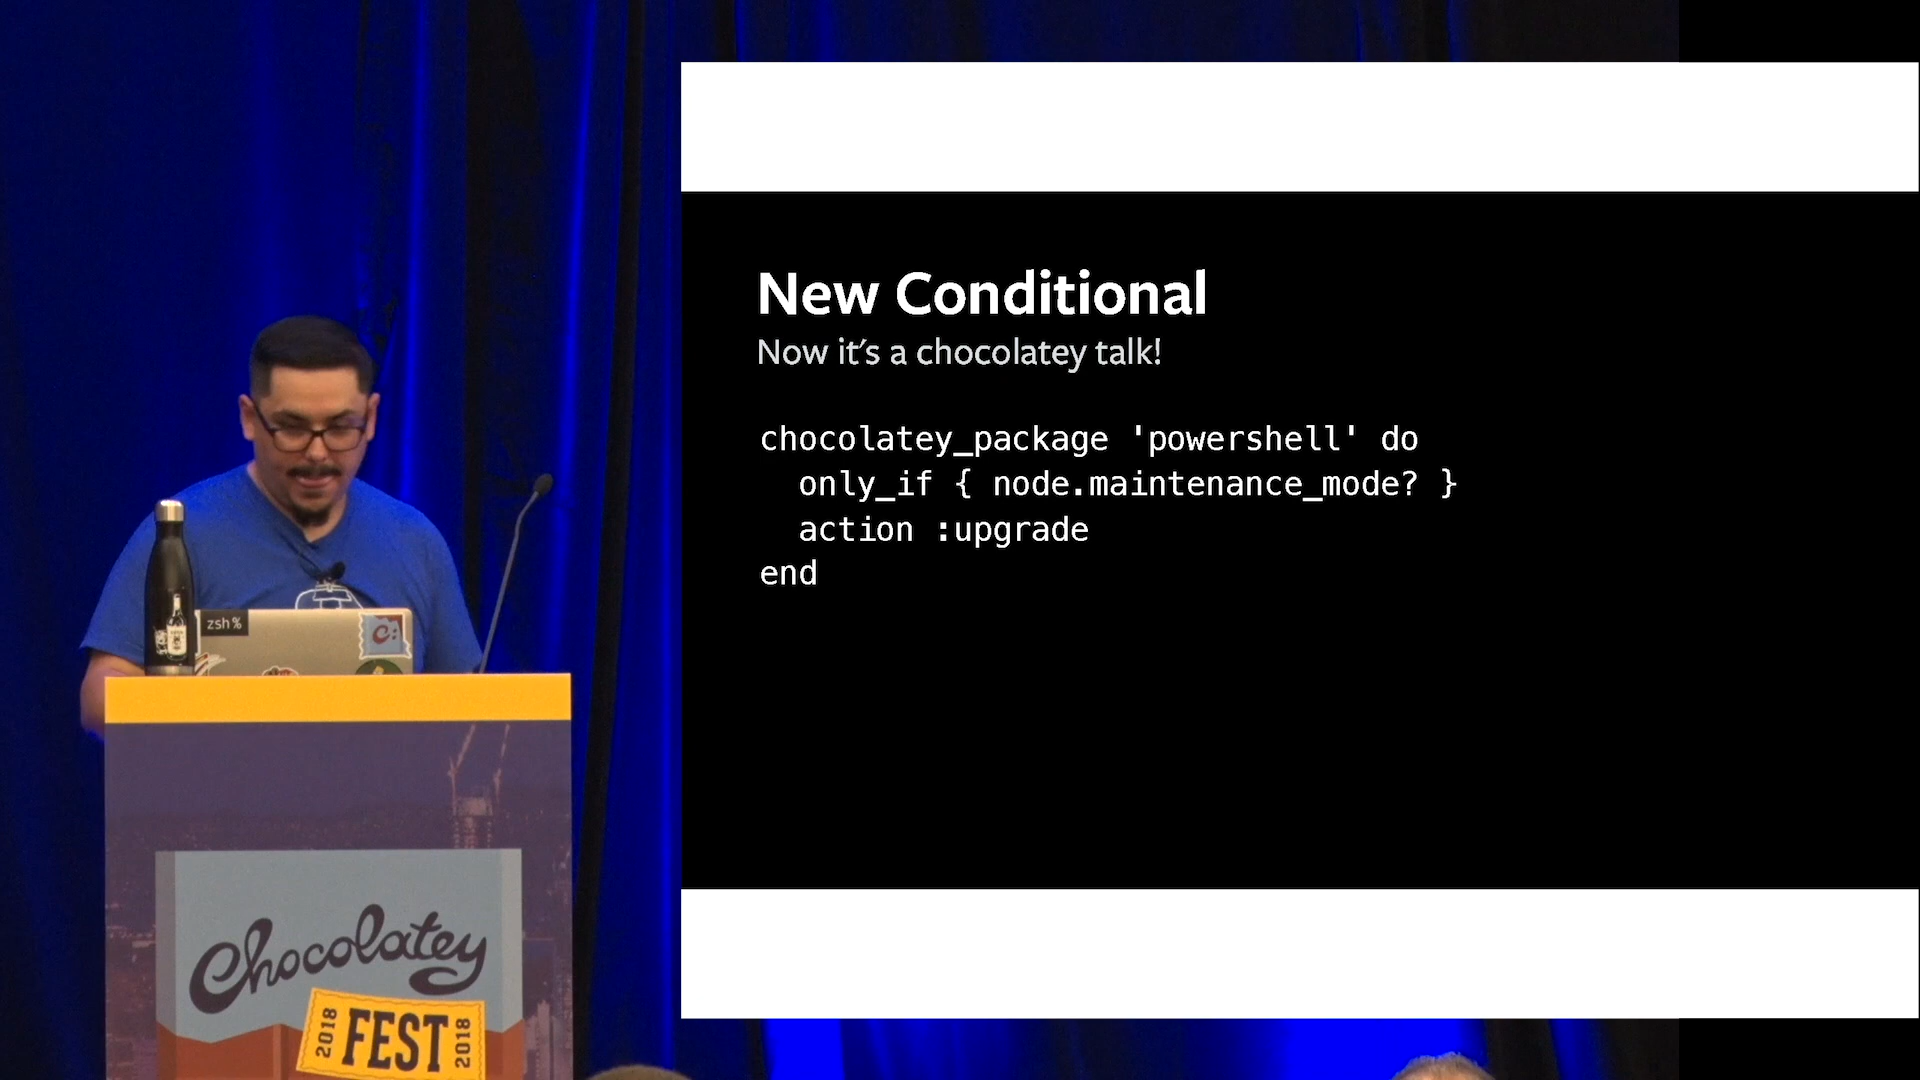 New Conditional
Now it's a chocolatey talk!
chocolatey_package 'powershell' do
  only_if { node.maintenance_mode? }
  action :upgrade
end
zsh%
c:
Chocolatey
2018 FEST 2018